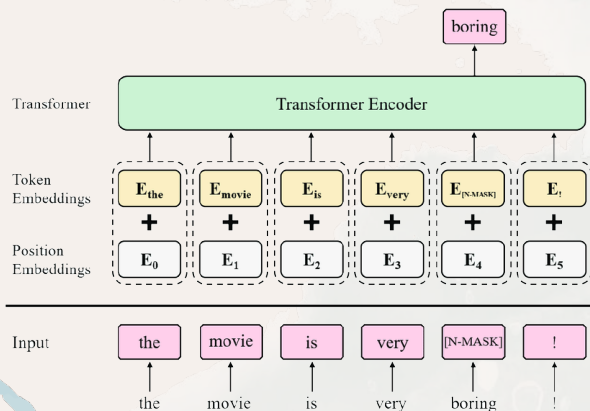 boring
Transformer Transformer Encoder
Token
Embeddings
E_the E_movie E_is E_very E_[N-MASK] E_!
+ + + + + +
Position
Embeddings
E_0 E_1 E_2 E_3 E_4 E_5
Input the movie is very [N-MASK] !
the movie is very boring !